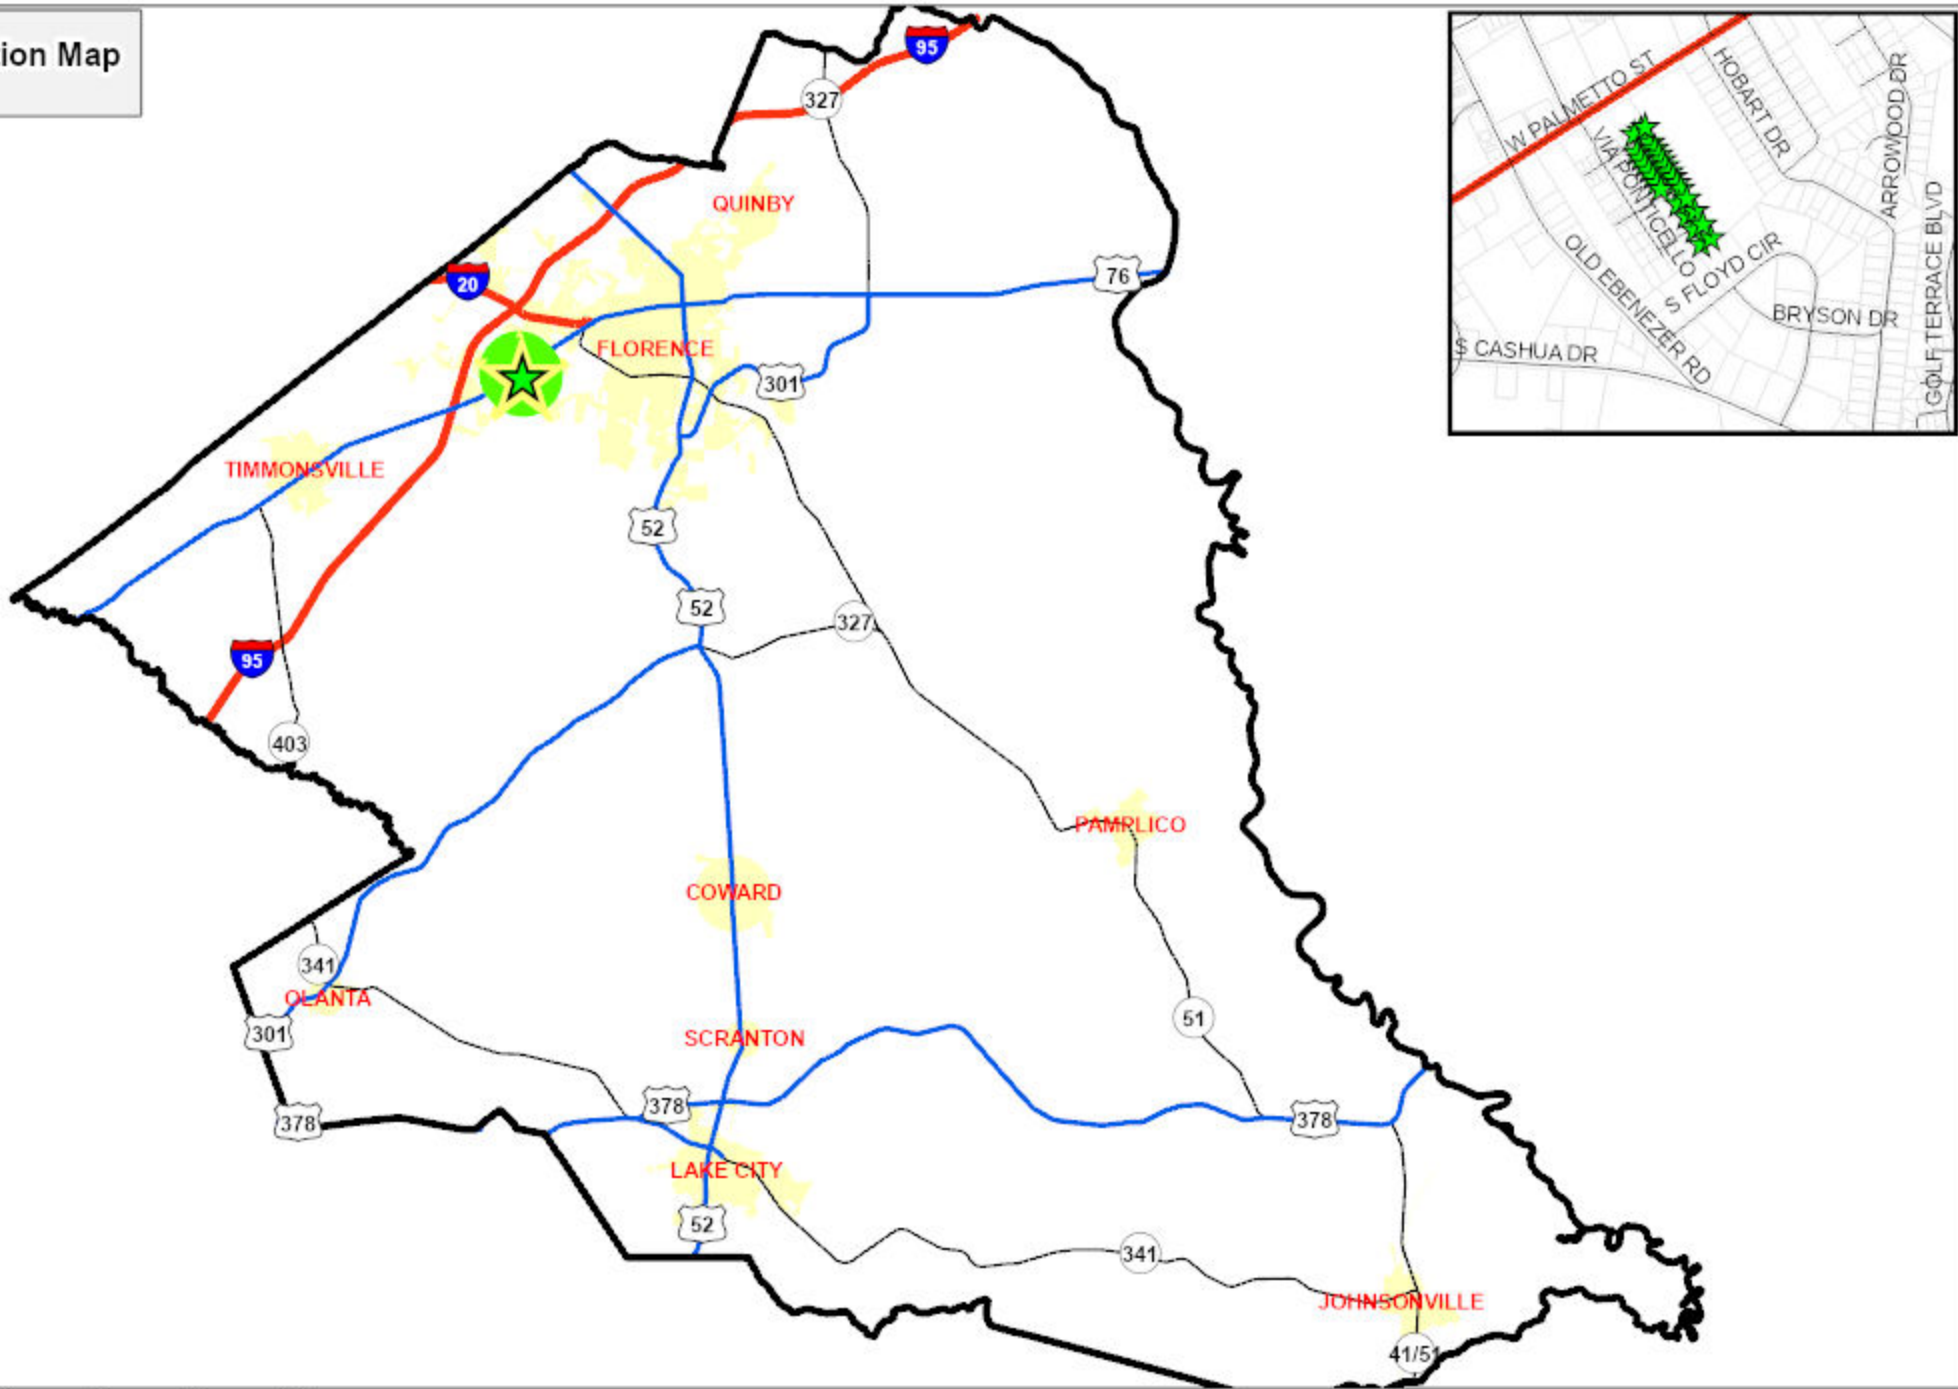 ion Map
95
327
QUINBY
20
76
FLORENCE
301
TIMMONSVILLE
52
52
327
95
403
PAMPLICO
COWARD
341
OLANTA
301
51
SCRANTON
378
378
378
LAKE CITY
52
341
JOHNSONVILLE
41/51
W PALMETTO ST
HOBART DR
ARROWOOD DR
VIA PONTICELLO
OLD EBENEZER RD
S FLOYD CIR
BRYSON DR
GOLF TERRACE BLVD
S CASHUA DR